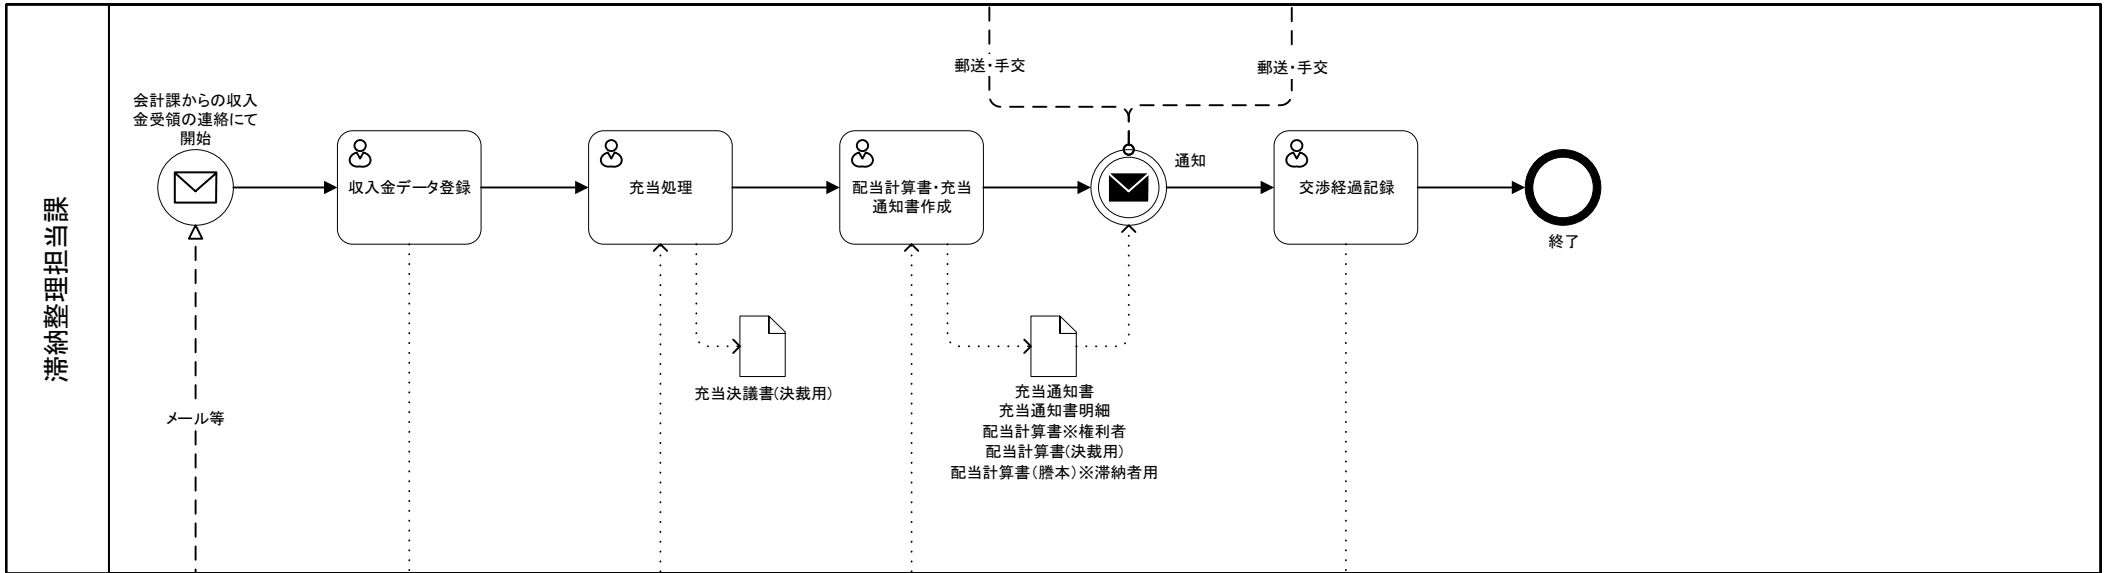 滞納整理担当課
郵送・手交
郵送・手交
会計課からの収入
金受領の連絡にて
開始
収入金データ登録
充当処理
配当計算書・充当
通知書作成
通知
交渉経過記録
終了
充当決議書(決裁用)
充当通知書
充当通知書明細
配当計算書※権利者
配当計算書(決裁用)
配当計算書(謄本)※滞納者用
メール等